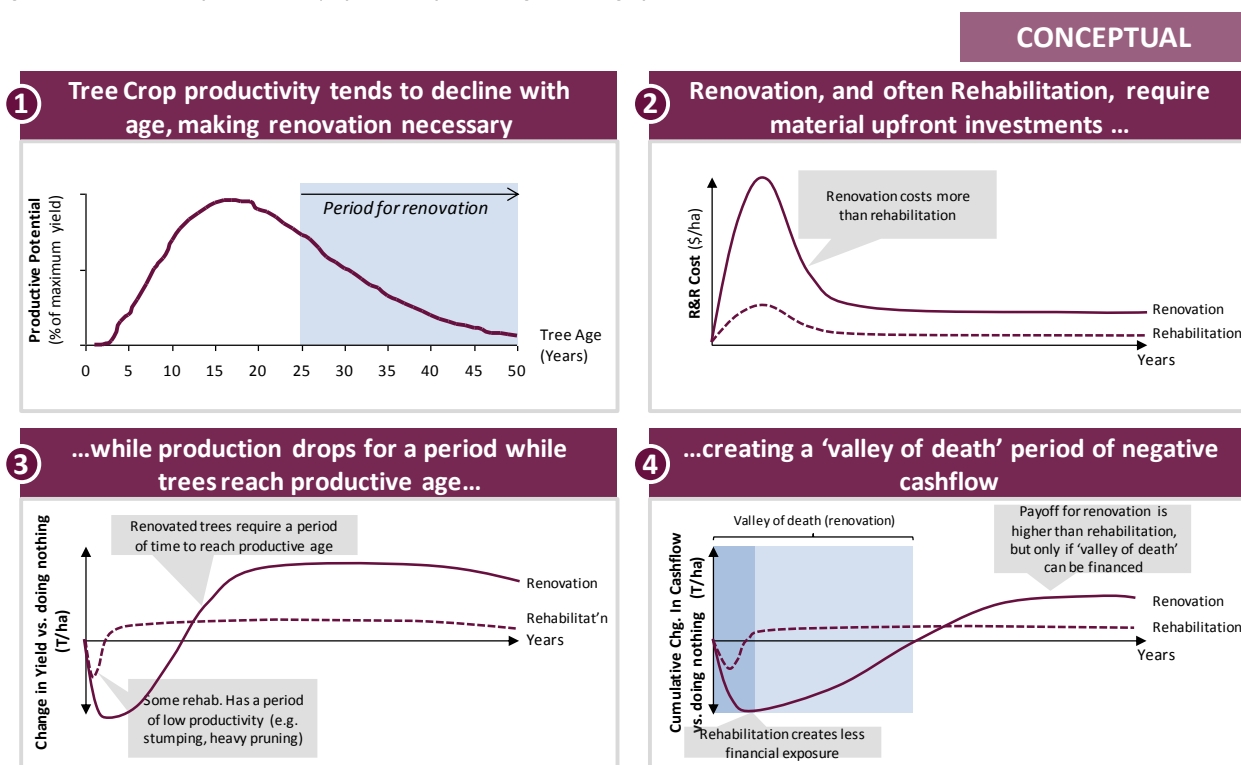 CONCEPTUAL
1
Tree Crop productivity tends to decline with
age, making renovation necessary
Productive Potential
(% of maximum yield)
Period for renovation
Tree Age
(Years)
0 5 10 15 20 25 30 35 40 45 50
2
Renovation, and often Rehabilitation, require
material upfront investments …
R&R Cost ($/ha)
Renovation costs more
than rehabilitation
Renovation
Rehabilitation
Years
3
…while production drops for a period while
trees reach productive age…
Change in Yield vs. doing nothing
(T/ha)
Renovated trees require a period
of time to reach productive age
Renovation
Rehabilitat'n
Years
Some rehab. Has a period
of low productivity (e.g.
stumping, heavy pruning)
4
…creating a ‘valley of death’ period of negative
cashflow
Cumulative Chg. In Cashflow
vs. doing nothing (T/ha)
Valley of death (renovation)
Payoff for renovation is
higher than rehabilitation,
but only if ‘valley of death’
can be financed
Renovation
Rehabilitation
Years
Rehabilitation creates less
financial exposure